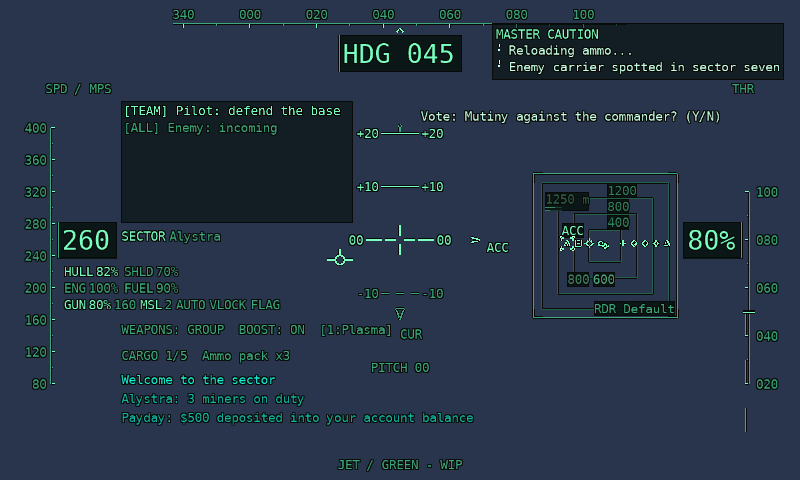 340 000 020 040 060 080 100
HDG 045
MASTER CAUTION
! Reloading ammo...
! Enemy carrier spotted in sector seven
SPD / MPS
THR
[TEAM] Pilot: defend the base
[ALL] Enemy: incoming
Vote: Mutiny against the commander? (Y/N)
400
360
320
280
240
200
160
120
80
260
+20 +20
+10 +10
00 00
-10 -10
ACC
CUR
PITCH 00
SECTOR Alystra
HULL 82% SHLD 70%
ENG 100% FUEL 90%
GUN 80% 160 MSL 2 AUTO VLOCK FLAG
WEAPONS: GROUP BOOST: ON [1:Plasma]
CARGO 1/5 Ammo pack x3
Welcome to the sector
Alystra: 3 miners on duty
Payday: $500 deposited into your account balance
1250 m
1200
800
400
ACC
800 600
RDR Default
80%
100
080
060
040
020
JET / GREEN - WIP